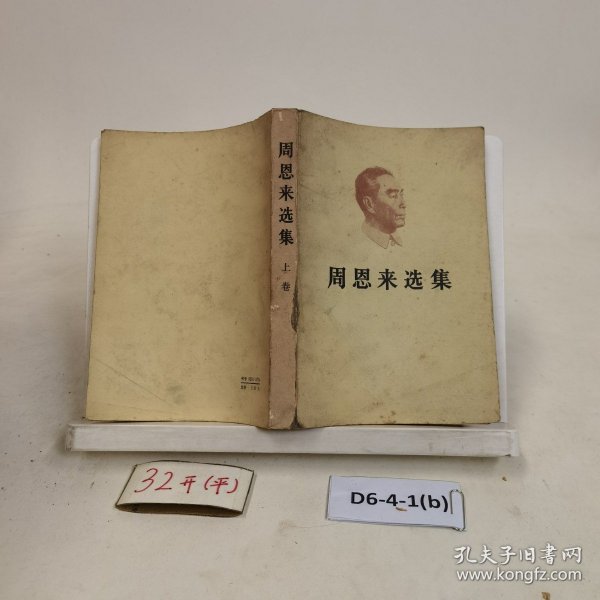 周恩来选集
上卷
周恩来选集
32开(平)
D6-4-1(b)
孔夫子旧書网
www.kongfz.com